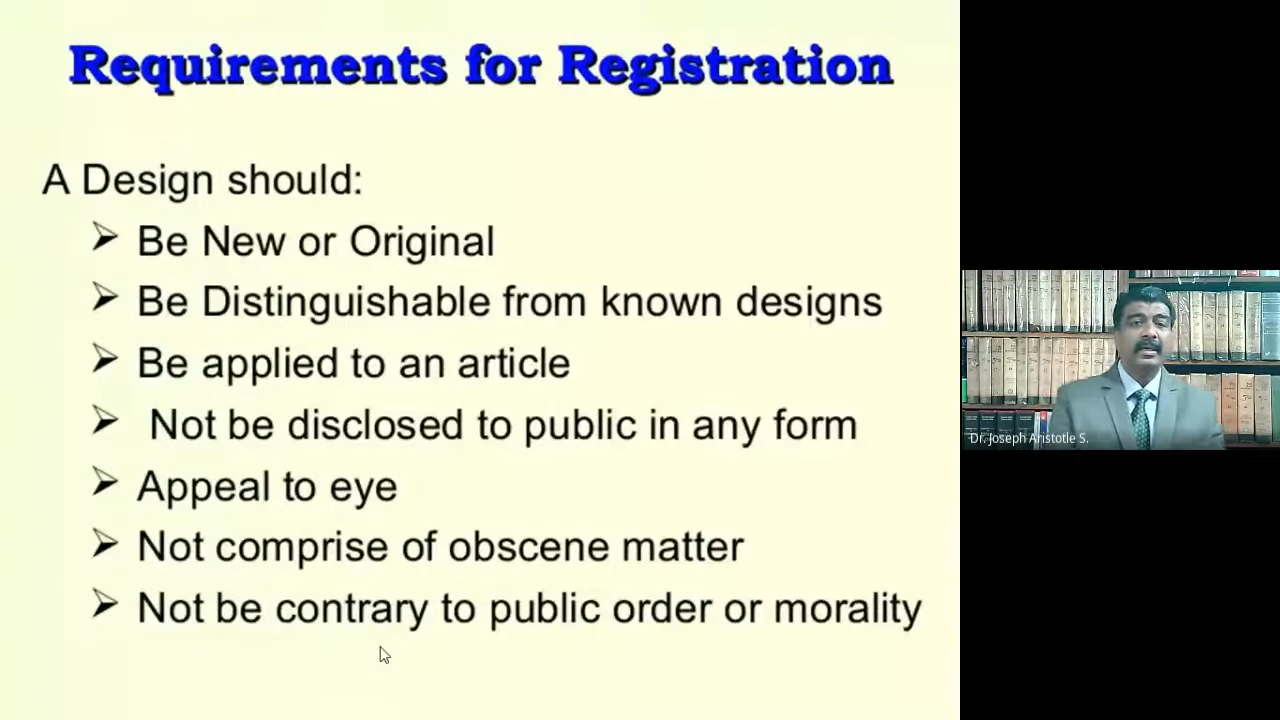 Requirements for Registration
A Design should:
Be New or Original
Be Distinguishable from known designs
Be applied to an article
Not be disclosed to public in any form
Appeal to eye
Not comprise of obscene matter
Not be contrary to public order or morality
Dr. Joseph Aristotle S.